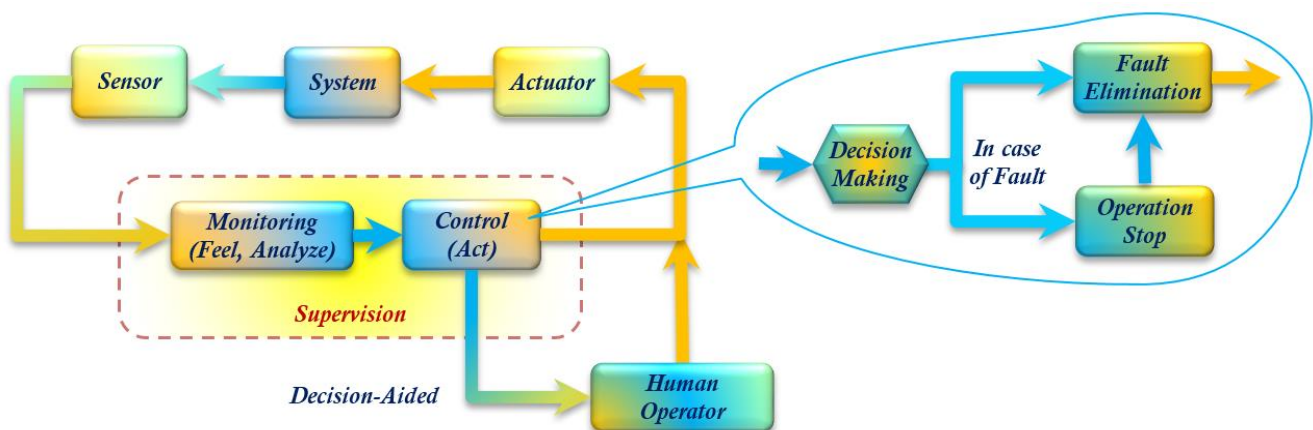 Sensor
System
Actuator
Monitoring
(Feel, Analyze)
Control
(Act)
Supervision
Decision-Aided
Human
Operator
Decision
Making
In case
of Fault
Fault
Elimination
Operation
Stop